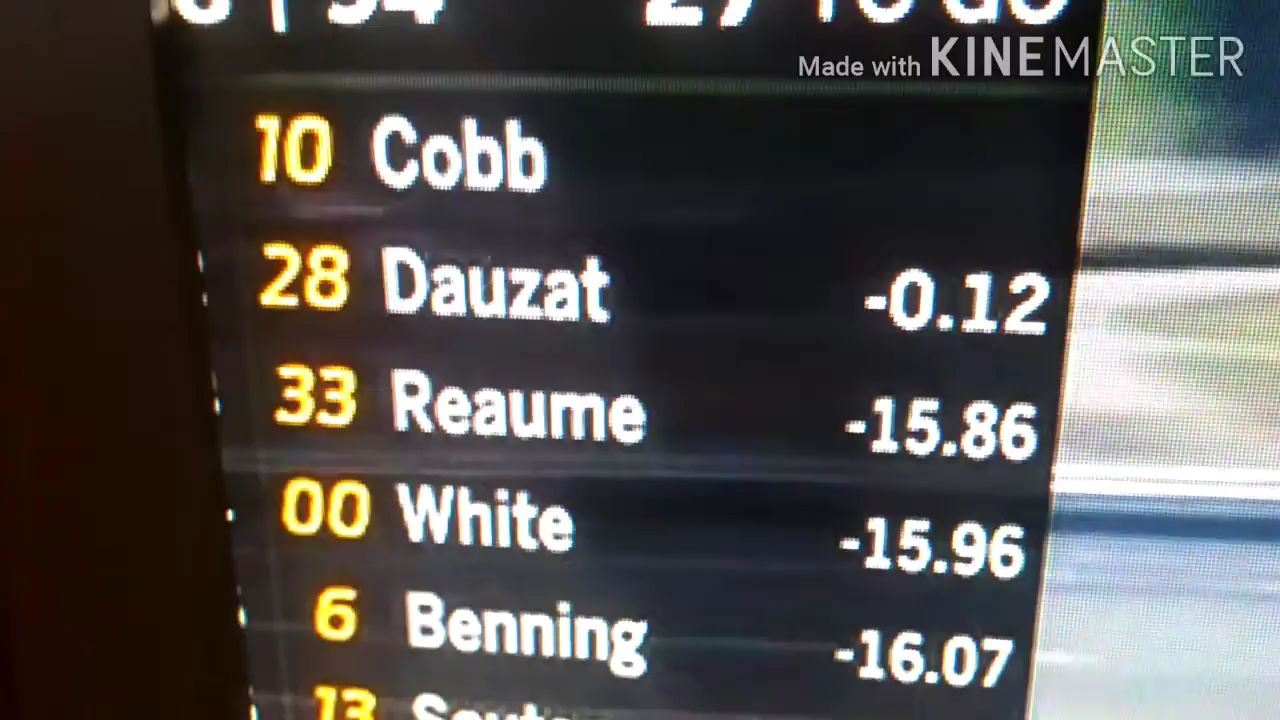 Made with KINEMASTER
10 Cobb
28 Dauzat -0.12
33 Reaume -15.86
00 White -15.96
6 Benning -16.07
13